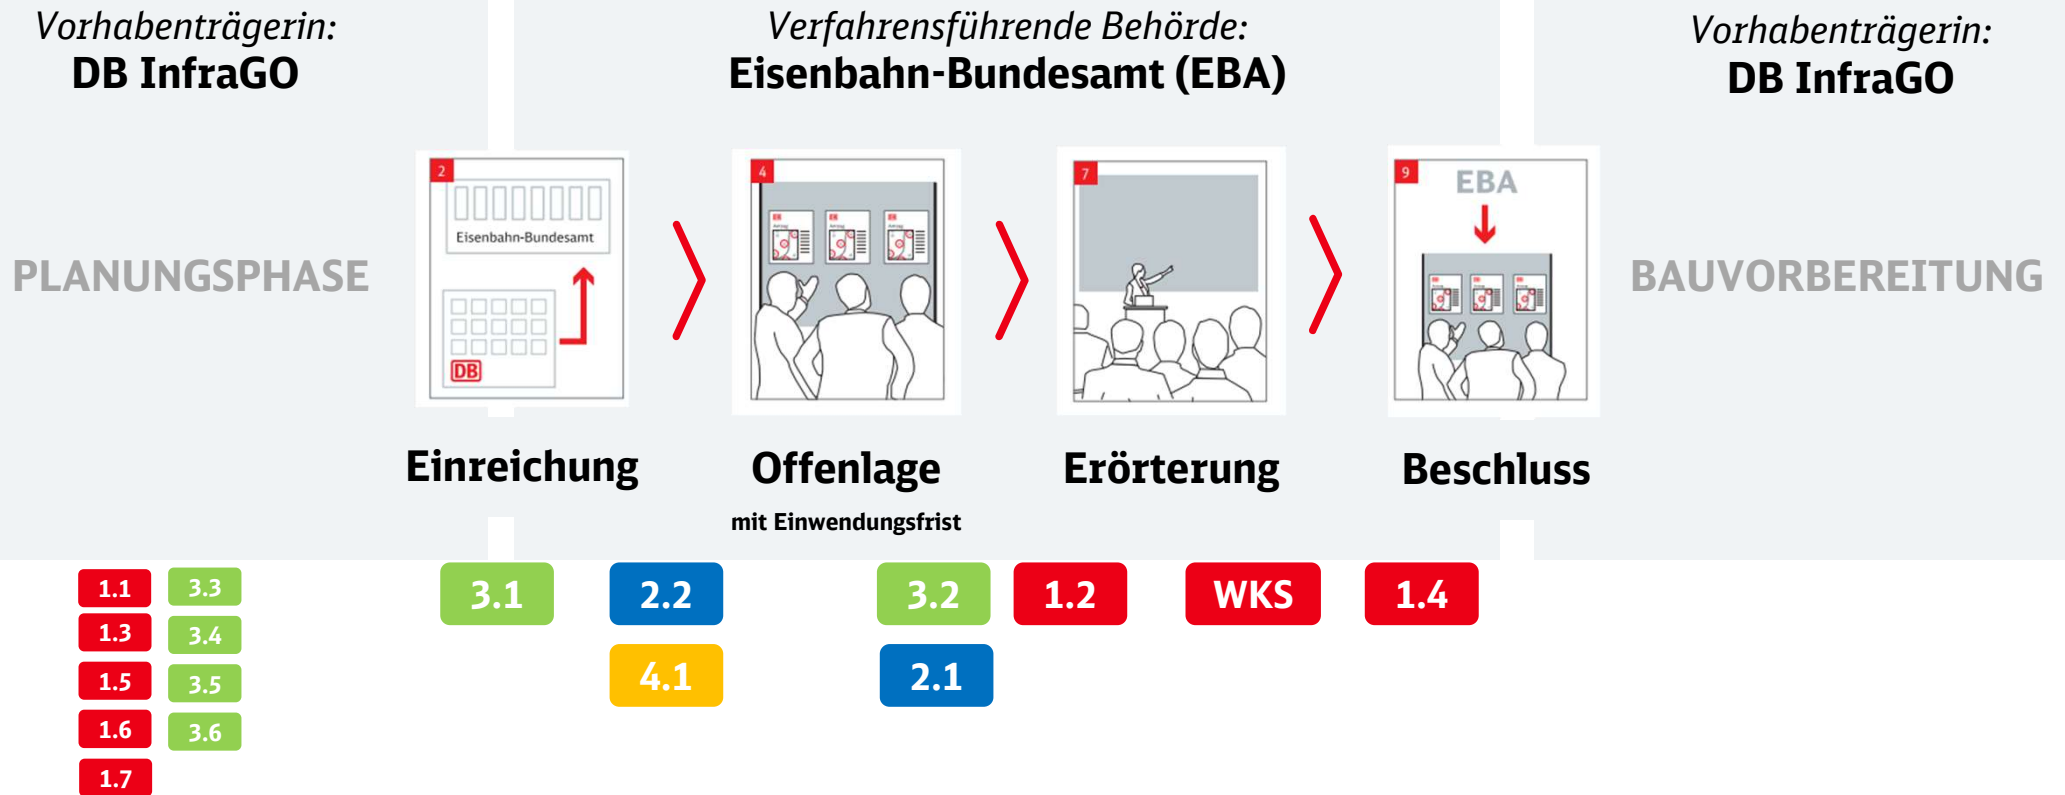 Vorhabenträgerin:
DB InfraGO
Verfahrensführende Behörde:
Eisenbahn-Bundesamt (EBA)
Vorhabenträgerin:
DB InfraGO
PLANUNGSPHASE
2
Eisenbahn-Bundesamt
DB
4
7
9
EBA
BAUVORBEREITUNG
Einreichung
Offenlage
mit Einwendungsfrist
Erörterung
Beschluss
1.1
3.3
1.3
3.4
1.5
3.5
1.6
3.6
1.7
3.1
2.2
3.2
1.2
WKS
1.4
4.1
2.1